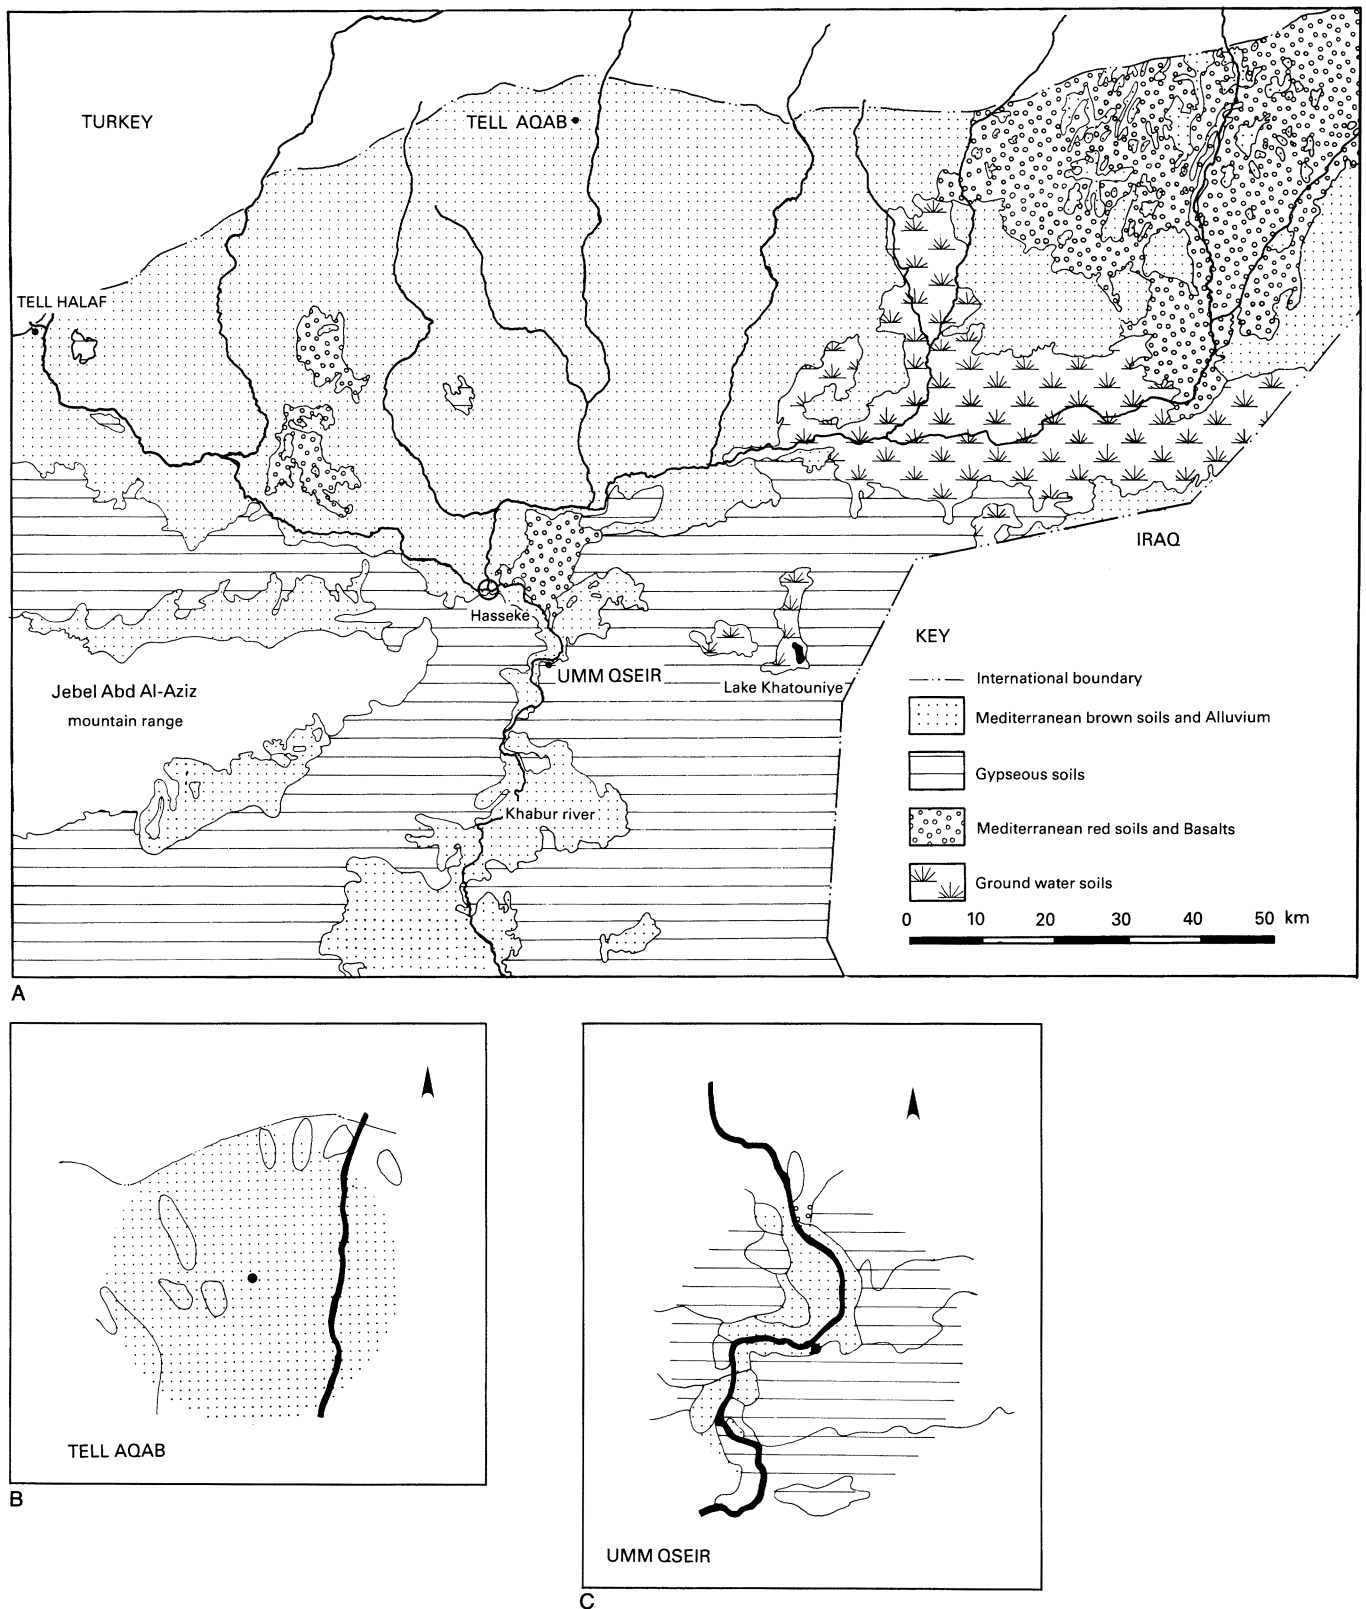 TURKEY
TELL AQAB
TELL HALAF
IRAQ
Hasseke
KEY
UMM QSEIR
International boundary
Lake Khatouniye
Jebel Abd Al-Aziz
mountain range
Mediterranean brown soils and Alluvium
Gypseous soils
Khabur river
Mediterranean red soils and Basalts
Ground water soils
0 10 20 30 40 50 km
A
TELL AQAB
B
UMM QSEIR
C